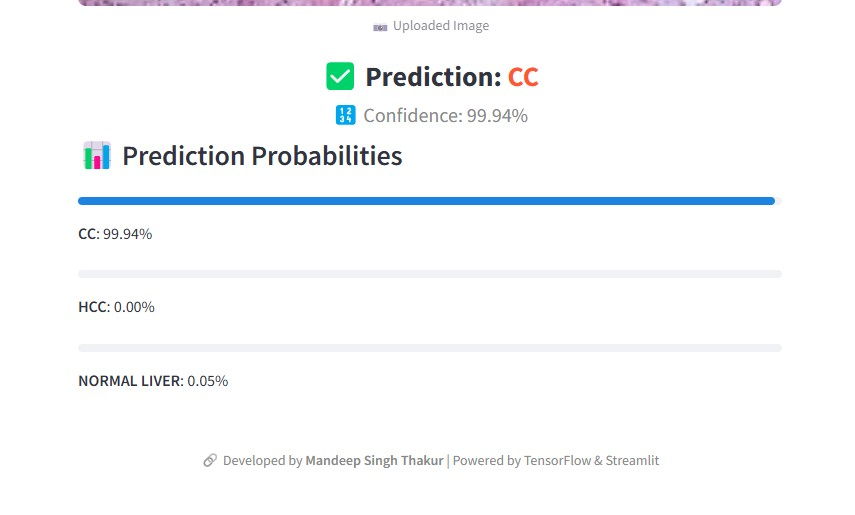 Uploaded Image
Prediction: CC
Confidence: 99.94%
Prediction Probabilities
CC: 99.94%
HCC: 0.00%
NORMAL LIVER: 0.05%
Developed by Mandeep Singh Thakur | Powered by TensorFlow & Streamlit